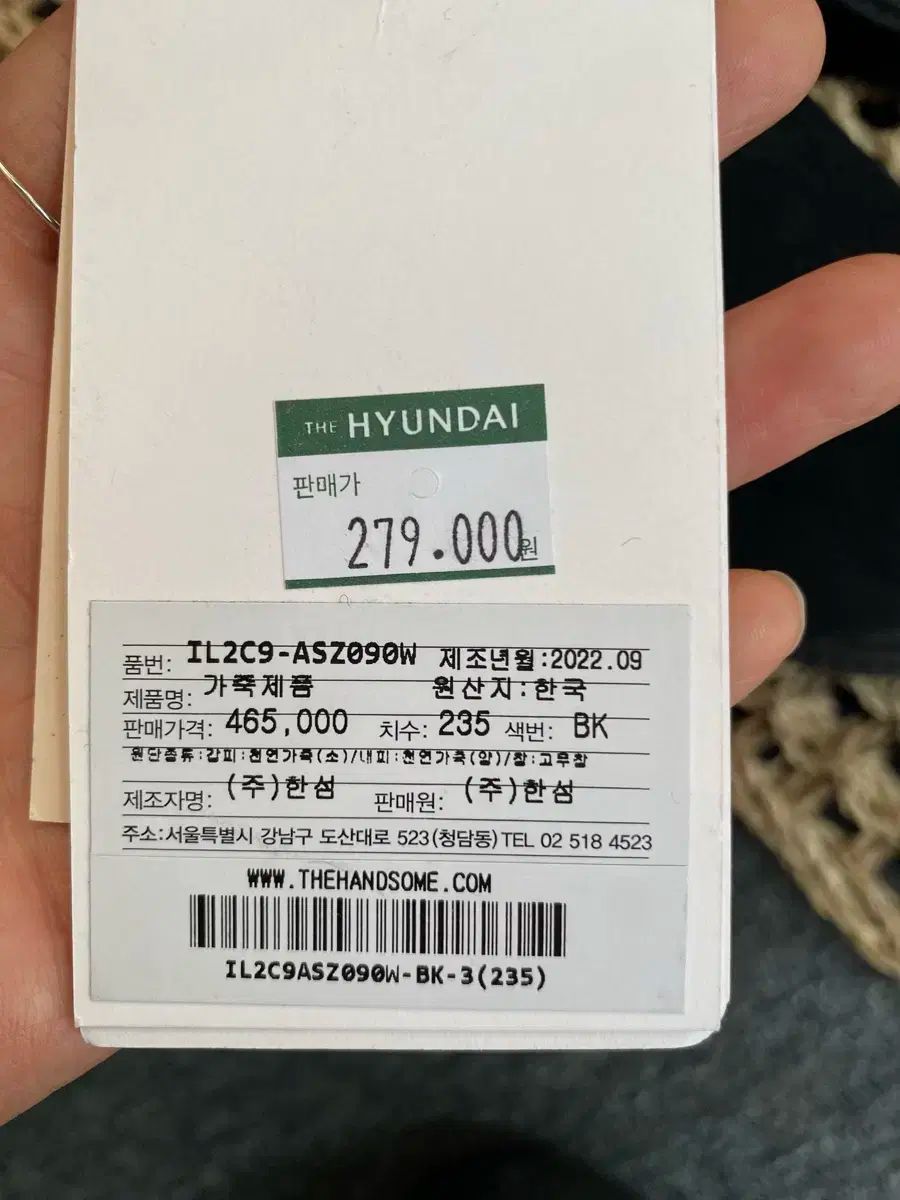 THE HYUNDAI
판매가
279.000원
품번: IL2C9-ASZ090W 제조년월:2022.09
제품명: 가죽제품 원산지:한국
판매가격: 465,000 치수: 235 색번: BK
원단종류:갑피:천연가죽(소)/내피:천연가죽(양)/창:고무창
제조자명: (주)한섬 판매원: (주)한섬
주소:서울특별시 강남구 도산대로 523(청담동) TEL 02 518 4523
WWW.THEHANDSOME.COM
IL2C9ASZ090W-BK-3(235)